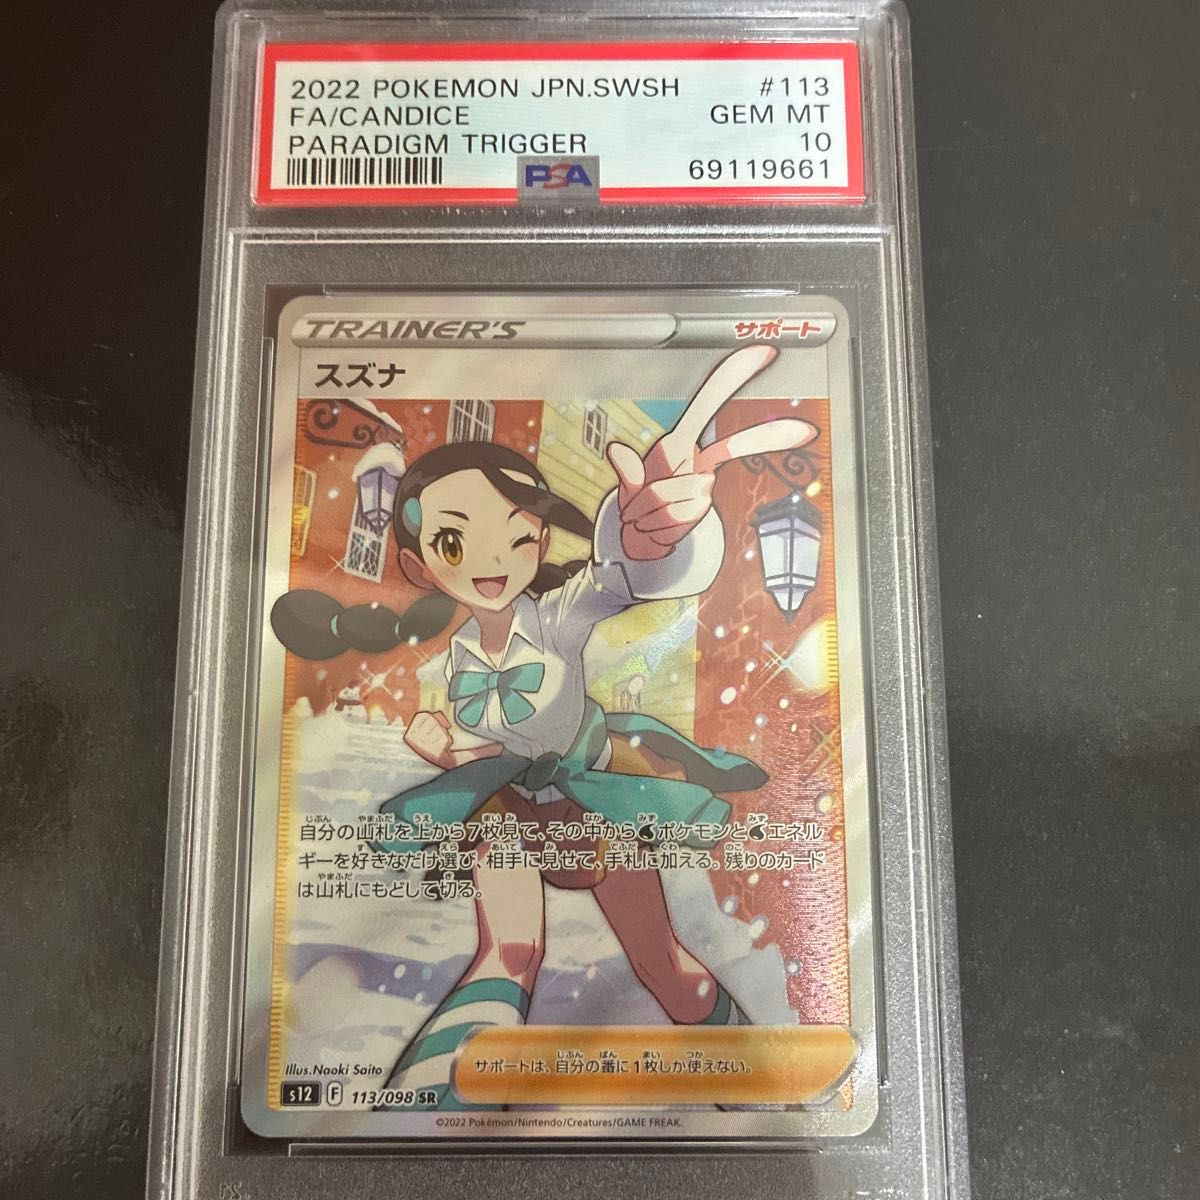 2022 POKEMON JPN.SWSH #113
FA/CANDICE GEM MT
PARADIGM TRIGGER 10
PSA 69119661
TRAINER'S サポート
スズナ
自分の山札を上から7枚見て、その中からポケモンとエネル
ギーを好きなだけ選び、相手に見せて、手札に加える。残りのカード
は山札にもどして切る。
サポートは、自分の番に1枚しか使えない。
Illus.Naoki Saito
s12 F 113/098 SR
©2022 Pokémon/Nintendo/Creatures/GAME FREAK.